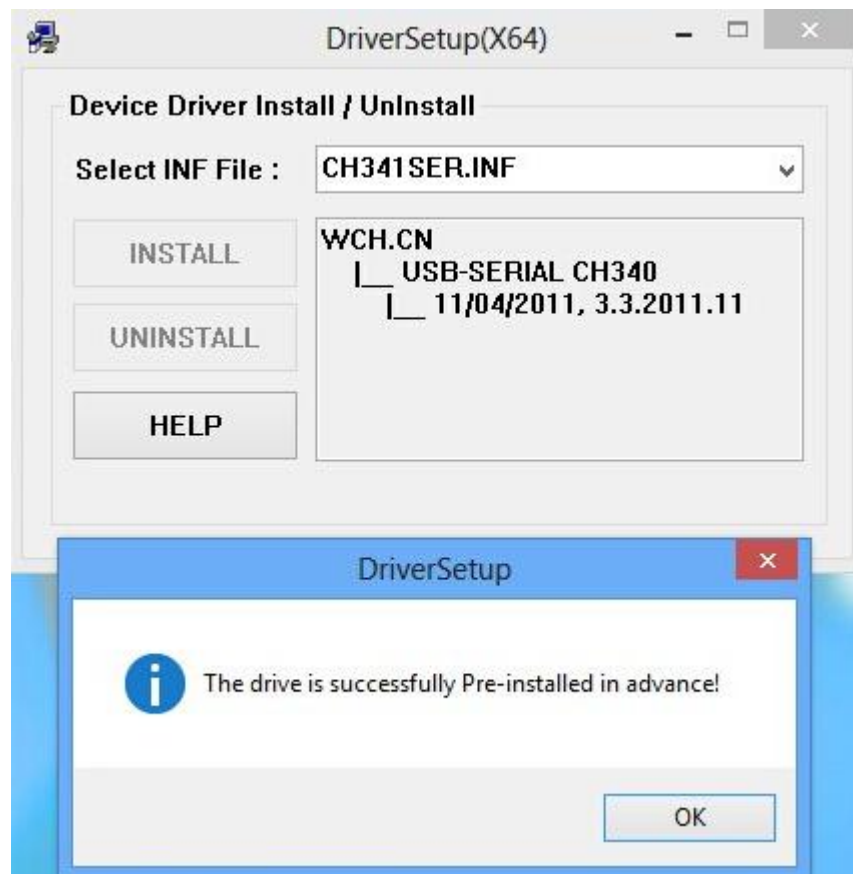 DriverSetup(X64)
Device Driver Install / UnInstall
Select INF File :
CH341SER.INF
INSTALL
UNINSTALL
HELP
WCH.CN
|__ USB-SERIAL CH340
|__ 11/04/2011, 3.3.2011.11
DriverSetup
The drive is successfully Pre-installed in advance!
OK